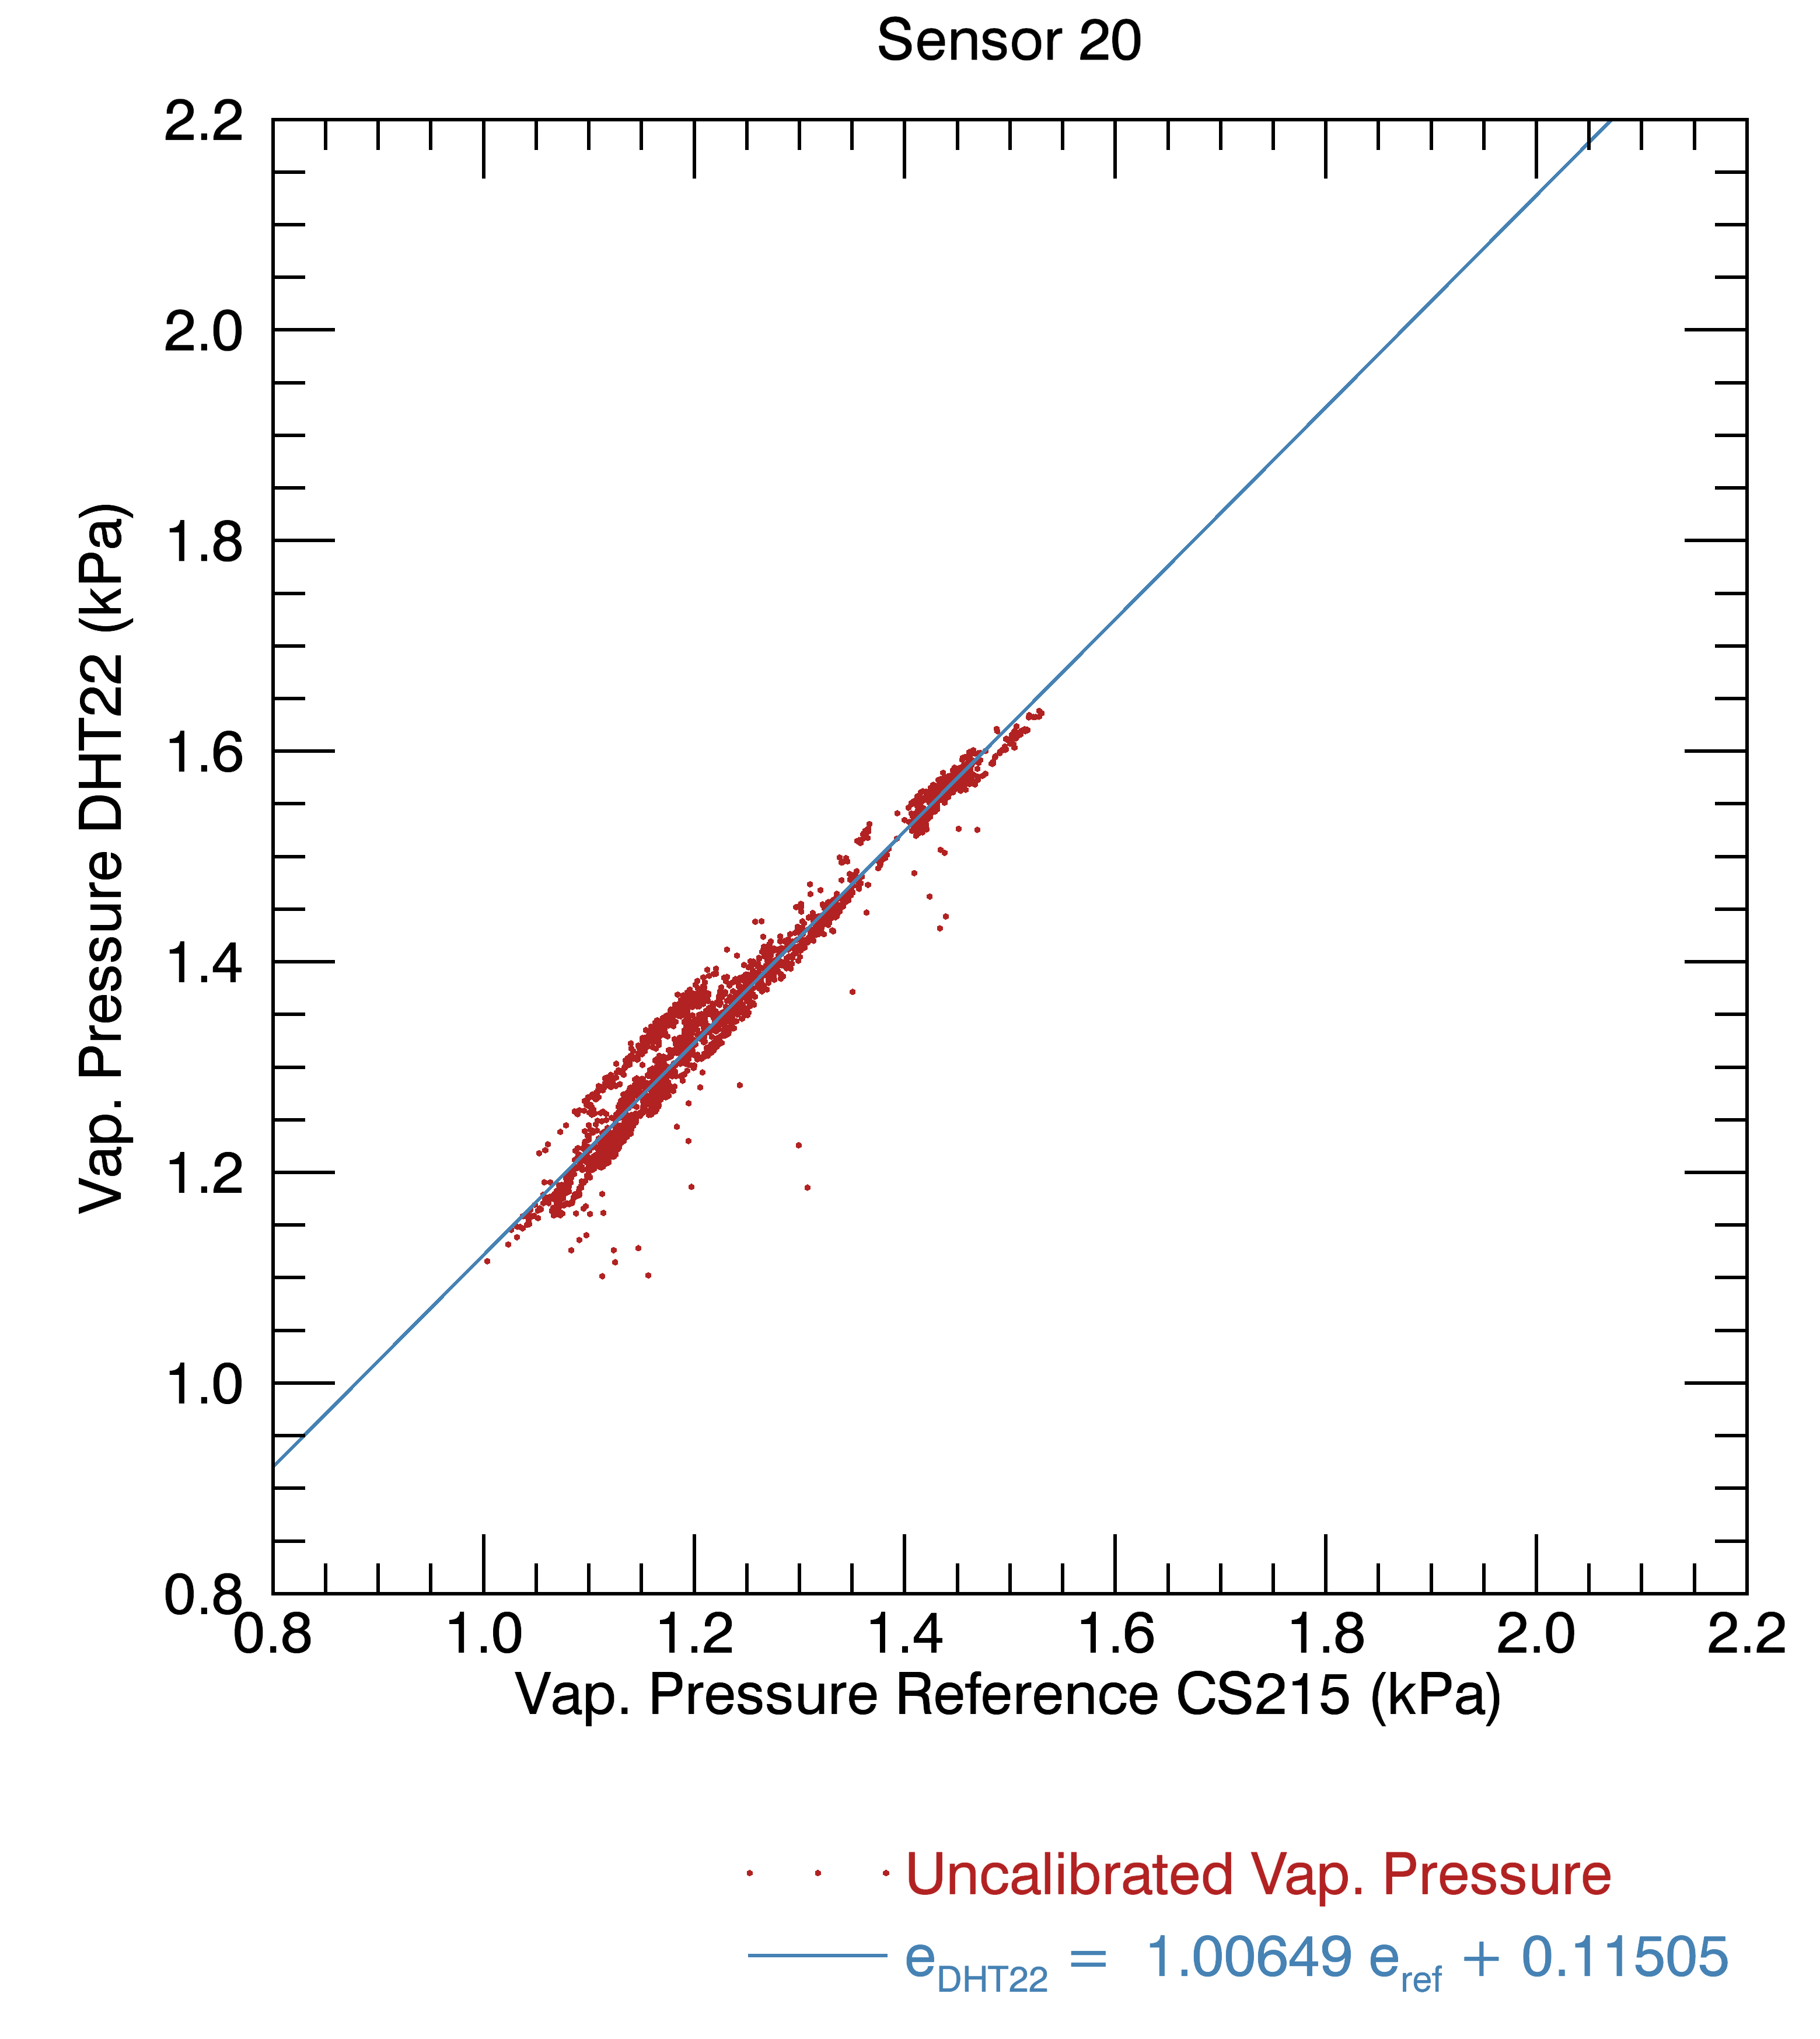 Sensor 20
2.2
2.0
1.8
1.6
1.4
1.2
1.0
0.8
Vap. Pressure DHT22 (kPa)
0.8 1.0 1.2 1.4 1.6 1.8 2.0 2.2
Vap. Pressure Reference CS215 (kPa)
Uncalibrated Vap. Pressure
eDHT22 = 1.00649 eref + 0.11505